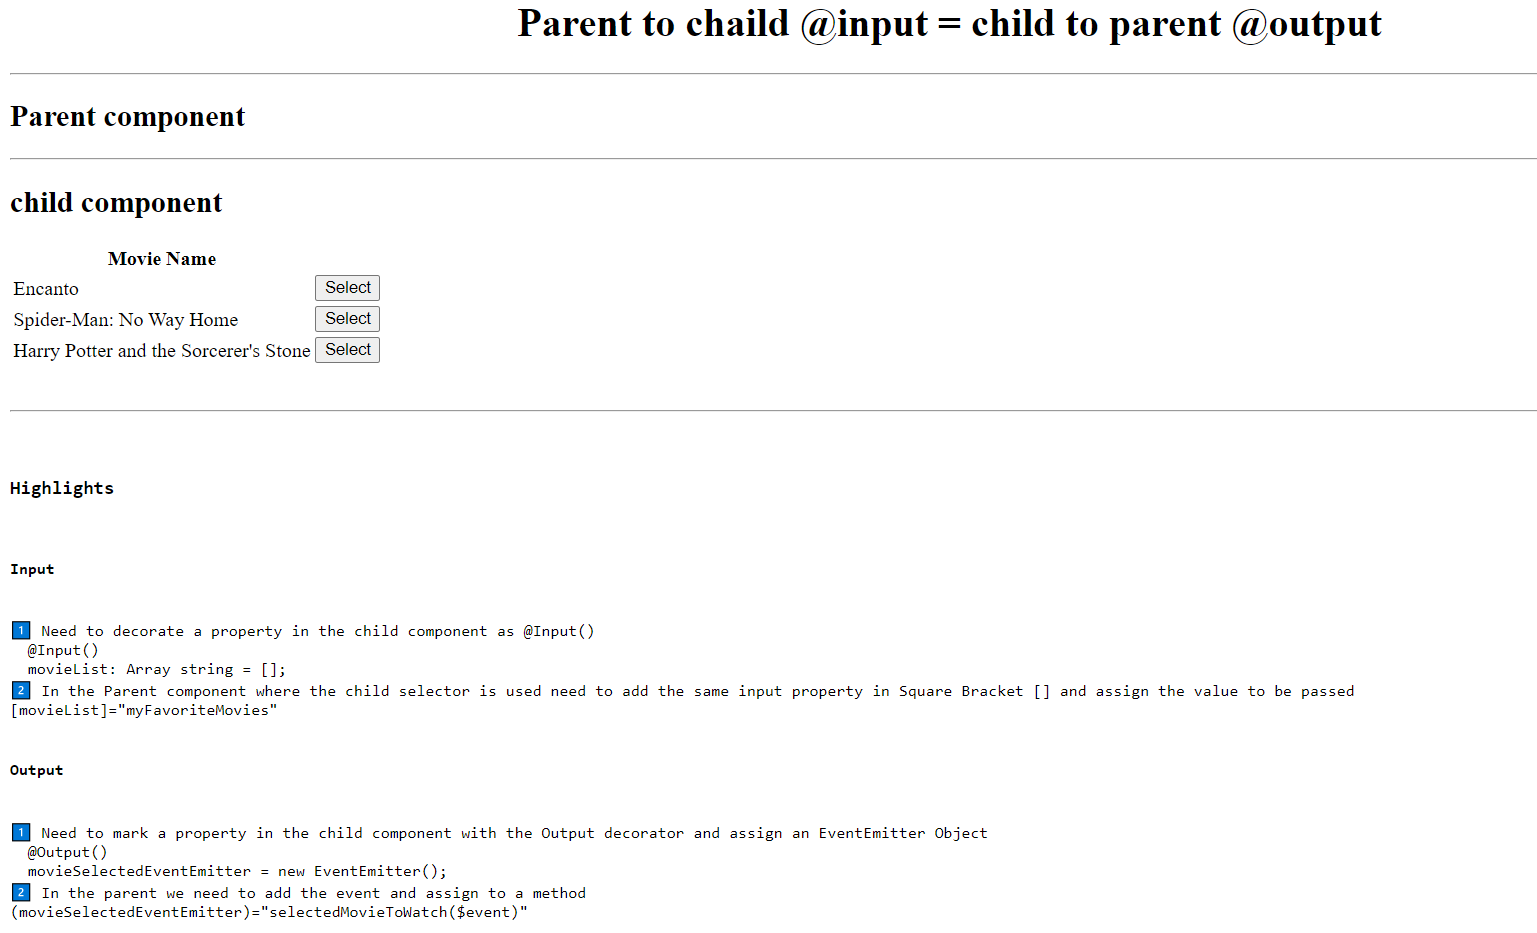 Parent to chaild @input = child to parent @output
Parent component
child component
Movie Name
Encanto Select
Spider-Man: No Way Home Select
Harry Potter and the Sorcerer's Stone Select
Highlights
Input
1 Need to decorate a property in the child component as @Input()
@Input()
movieList: Array string = [];
2 In the Parent component where the child selector is used need to add the same input property in Square Bracket [] and assign the value to be passed
[movieList]="myFavoriteMovies"
Output
1 Need to mark a property in the child component with the Output decorator and assign an EventEmitter Object
@Output()
movieSelectedEventEmitter = new EventEmitter();
2 In the parent we need to add the event and assign to a method
(movieSelectedEventEmitter)="selectedMovieToWatch($event)"